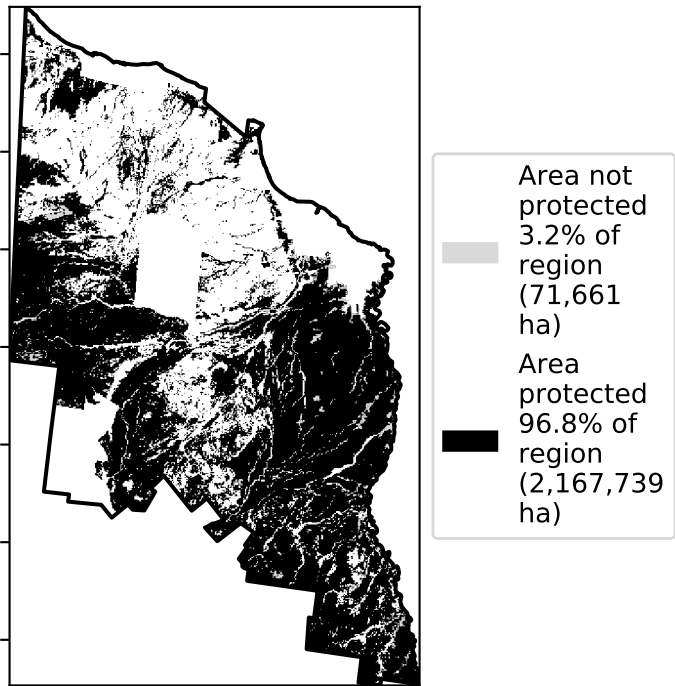 Area not
protected
3.2% of
region
(71,661
ha)
Area
protected
96.8% of
region
(2,167,739
ha)